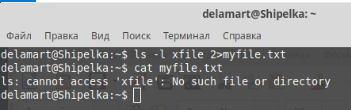 delamart@Shipelka: ~
Файл Правка Вид Поиск Терминал Справка
delamart@Shipelka:~$ ls -l xfile 2>myfile.txt
delamart@Shipelka:~$ cat myfile.txt
ls: cannot access 'xfile': No such file or directory
delamart@Shipelka:~$